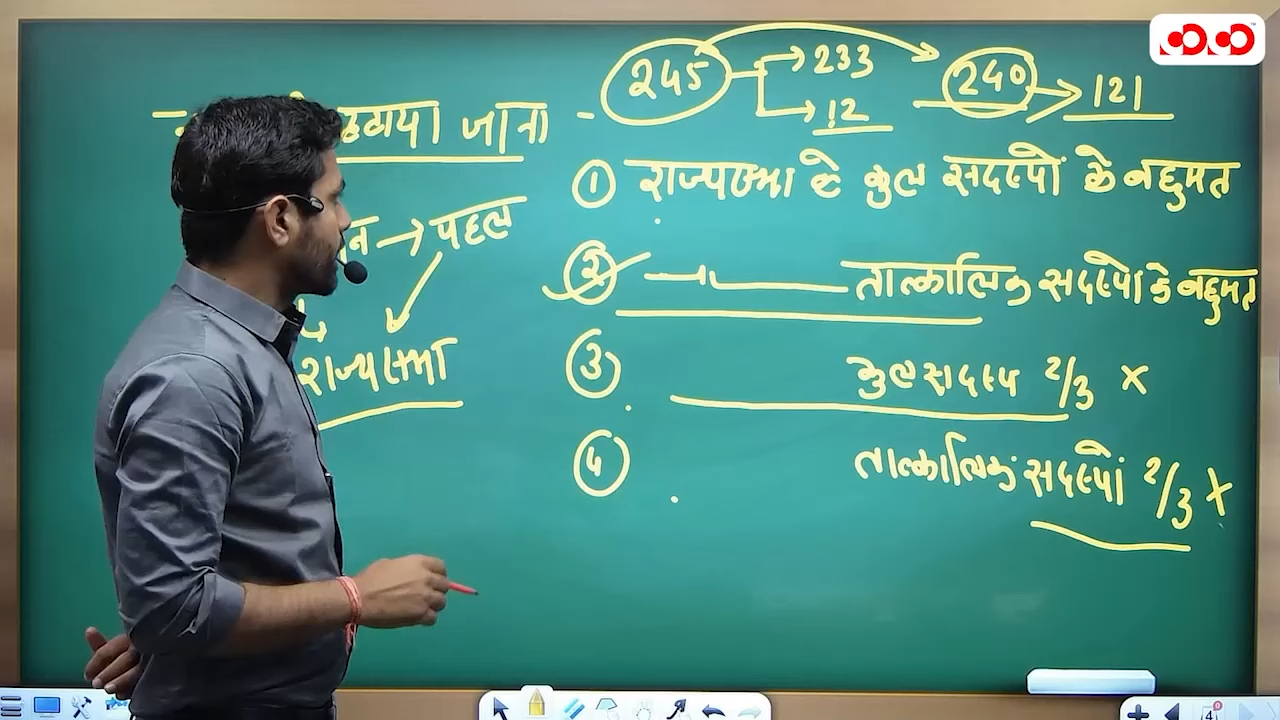 हटाया जाना - 245 → 233 240 → 121
→ 12
① राज्यसभा के कुल सदस्यों के बहुमत
→ पहल
② तात्कालिक सदस्यों के बहुमत
राज्यसभा
③ कुल सदस्य 2/3 ×
④ तात्कालिक सदस्यों 2/3 ×